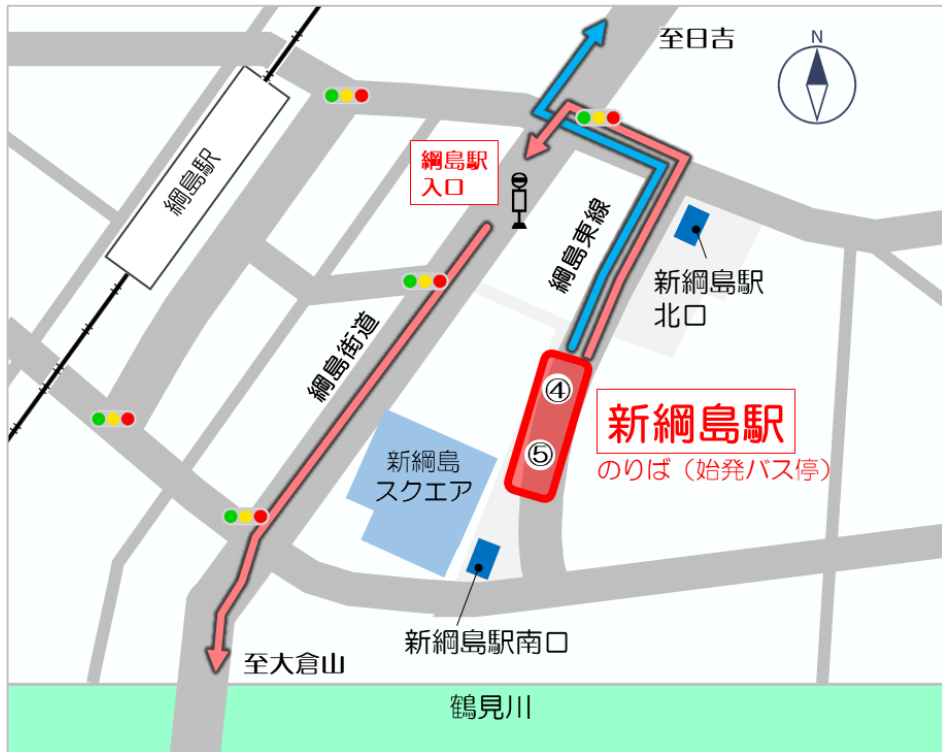 至日吉
N
綱島駅
綱島駅
入口
綱島東線
新綱島駅
北口
綱島街道
④
新綱島駅
のりば（始発バス停）
⑤
新綱島
スクエア
新綱島駅南口
至大倉山
鶴見川